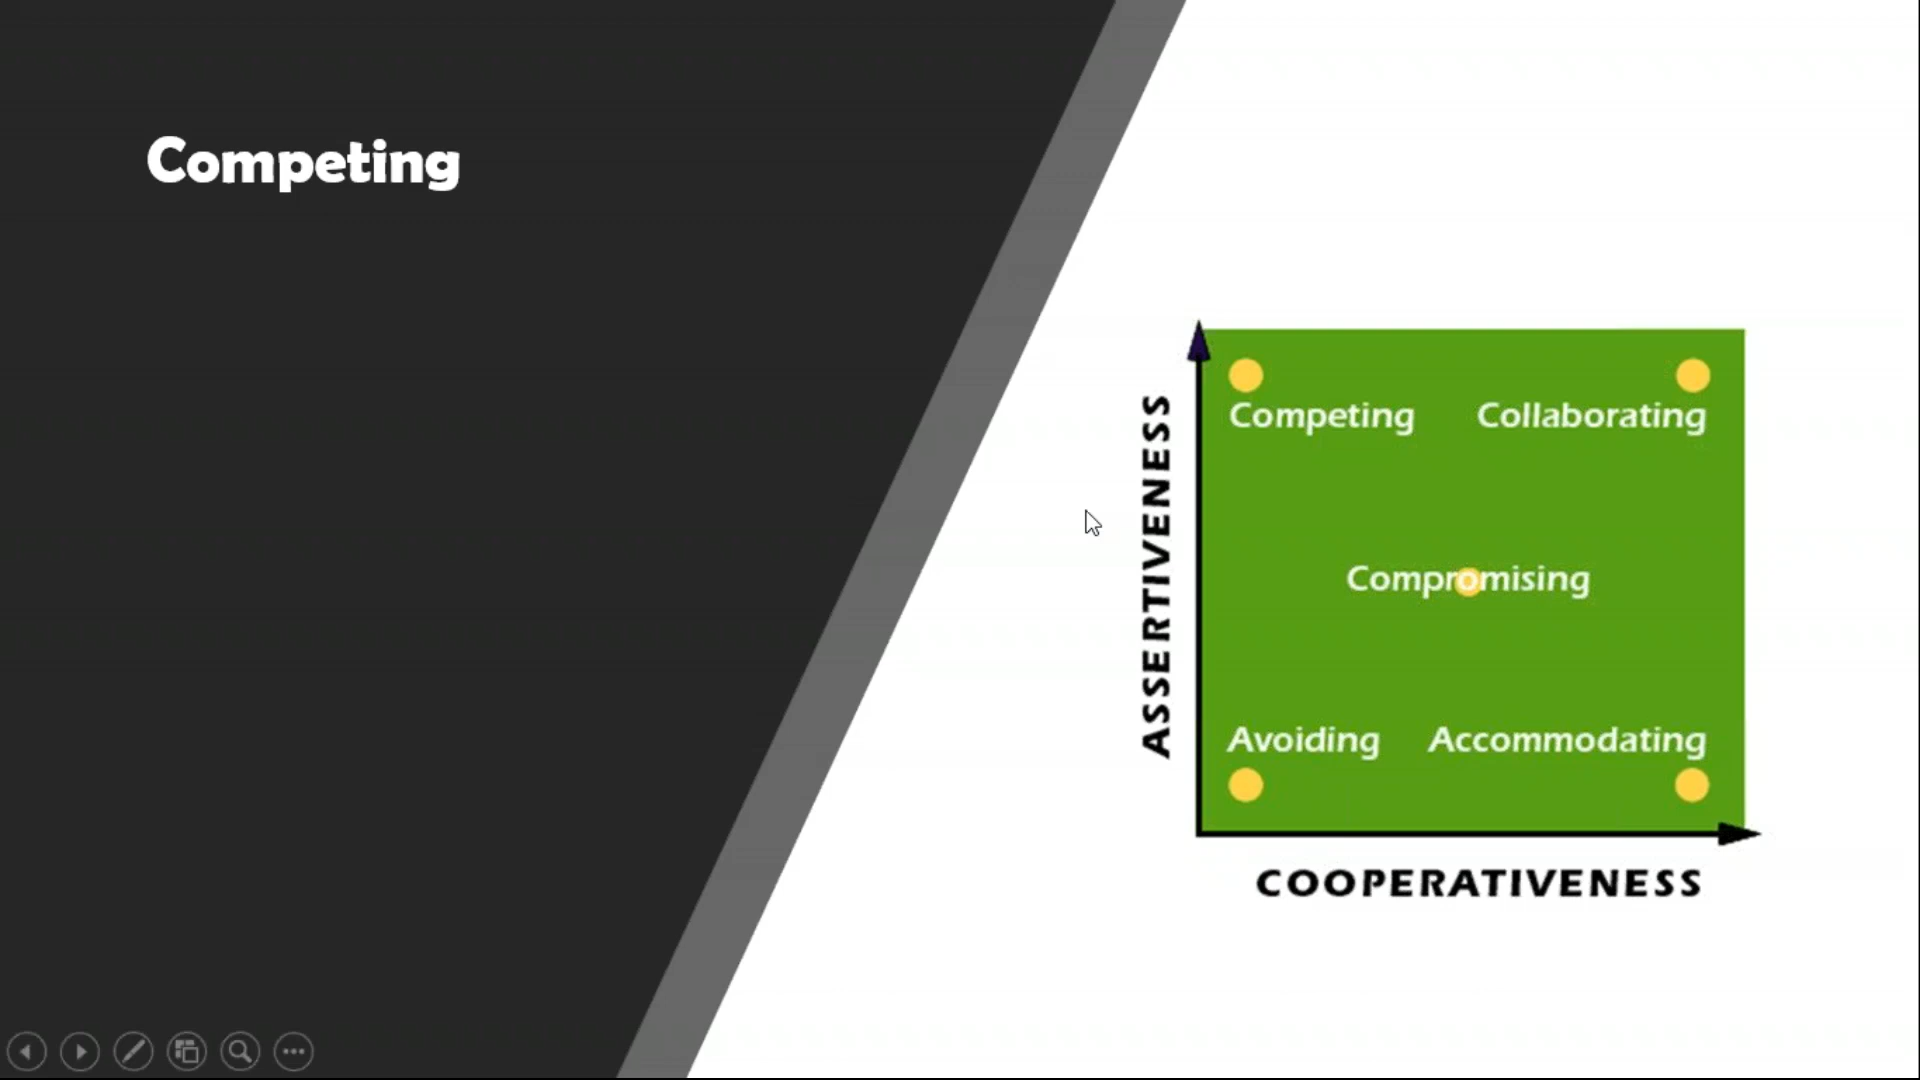 Competing
ASSERTIVENESS
Competing Collaborating
Compromising
Avoiding Accommodating
COOPERATIVENESS